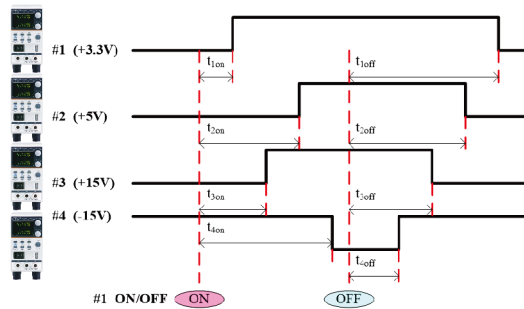 #1 (+3.3V)
t1on
t1off
#2 (+5V)
t2on
t2off
#3 (+15V)
t3on
t3off
#4 (-15V)
t4on
t4off
#1 ON/OFF
ON
OFF